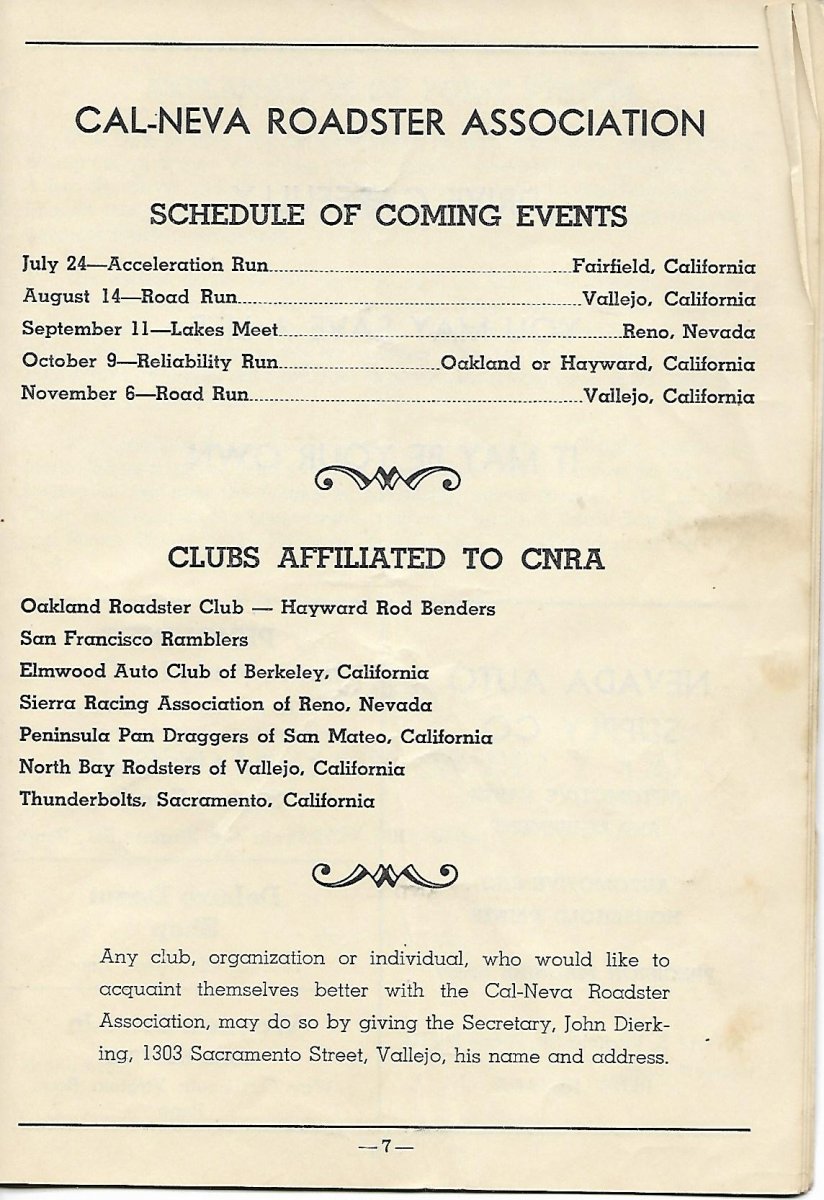 CAL-NEVA ROADSTER ASSOCIATION
SCHEDULE OF COMING EVENTS
July 24—Acceleration Run........................................Fairfield, California
August 14—Road Run........................................Vallejo, California
September 11—Lakes Meet........................................Reno, Nevada
October 9—Reliability Run....................Oakland or Hayward, California
November 6—Road Run........................................Vallejo, California
CLUBS AFFILIATED TO CNRA
Oakland Roadster Club — Hayward Rod Benders
San Francisco Ramblers
Elmwood Auto Club of Berkeley, California
Sierra Racing Association of Reno, Nevada
Peninsula Pan Draggers of San Mateo, California
North Bay Rodsters of Vallejo, California
Thunderbolts, Sacramento, California
Any club, organization or individual, who would like to
acquaint themselves better with the Cal-Neva Roadster
Association, may do so by giving the Secretary, John Dierk-
ing, 1303 Sacramento Street, Vallejo, his name and address.
—7—